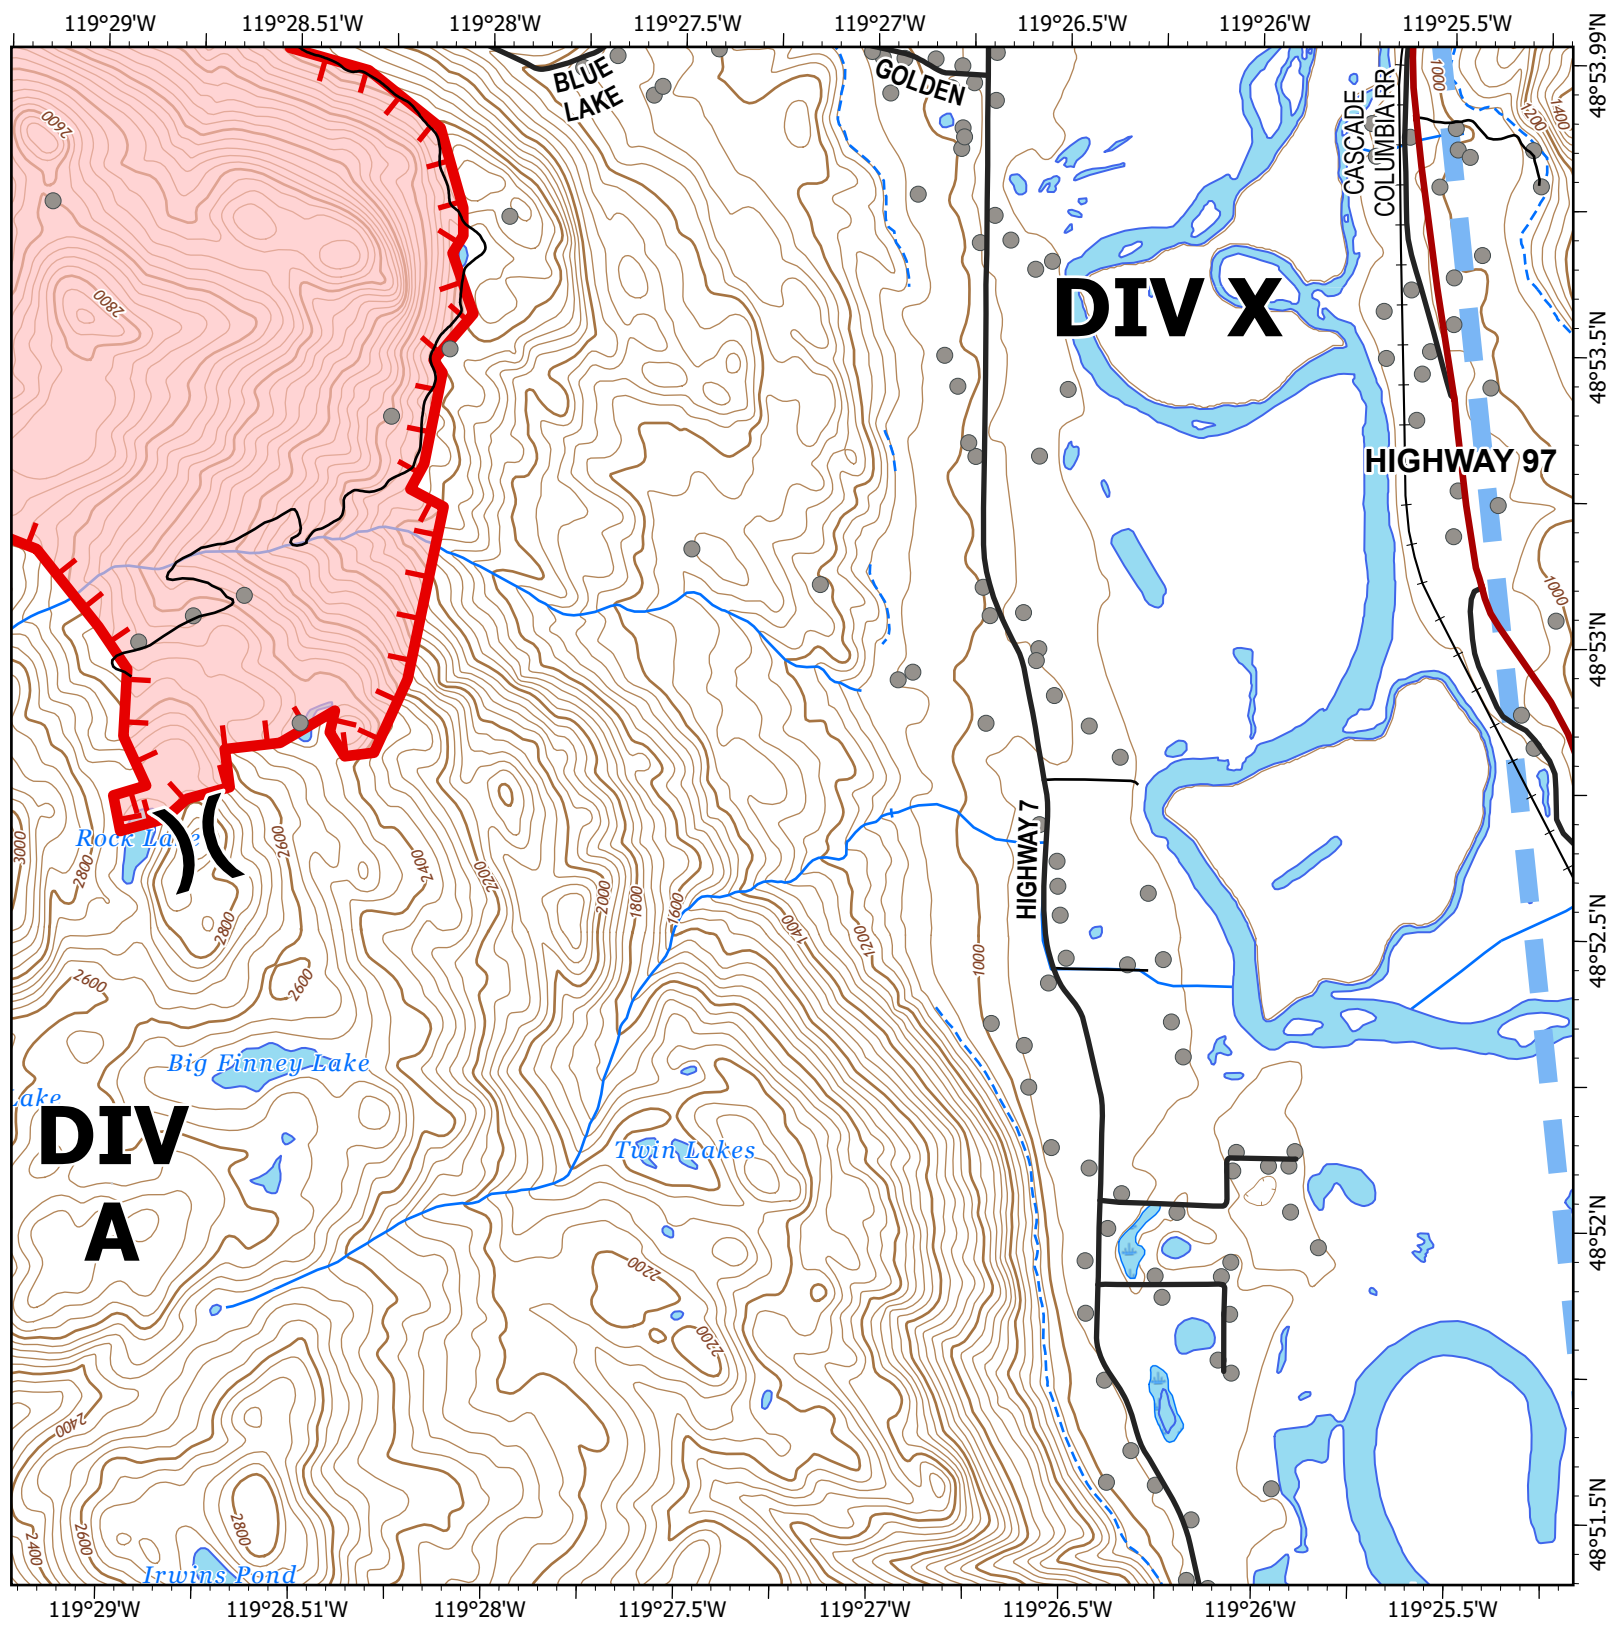 119°29'W 119°28.51'W 119°28'W 119°27.5'W 119°27'W 119°26.5'W 119°26'W 119°25.5'W
48°53.99'N
BLUE
LAKE
GOLDEN
CASCADE
COLUMBIA RR
1000
1200
1400
2600
2800
DIV X
48°53.5'N
HIGHWAY 97
1000
48°53'N
Rock Lake
HIGHWAY 7
3000
2800
2600
2400
2200
2000
1800
1600
1400
1200
1000
2800
48°52.5'N
2600
2600
Big Finney Lake
Lake
DIV
A
Twin Lakes
48°52'N
2200
2200
2400
2400
2600
2800
48°51.5'N
Irwins Pond
119°29'W 119°28.51'W 119°28'W 119°27.5'W 119°27'W 119°26.5'W 119°26'W 119°25.5'W